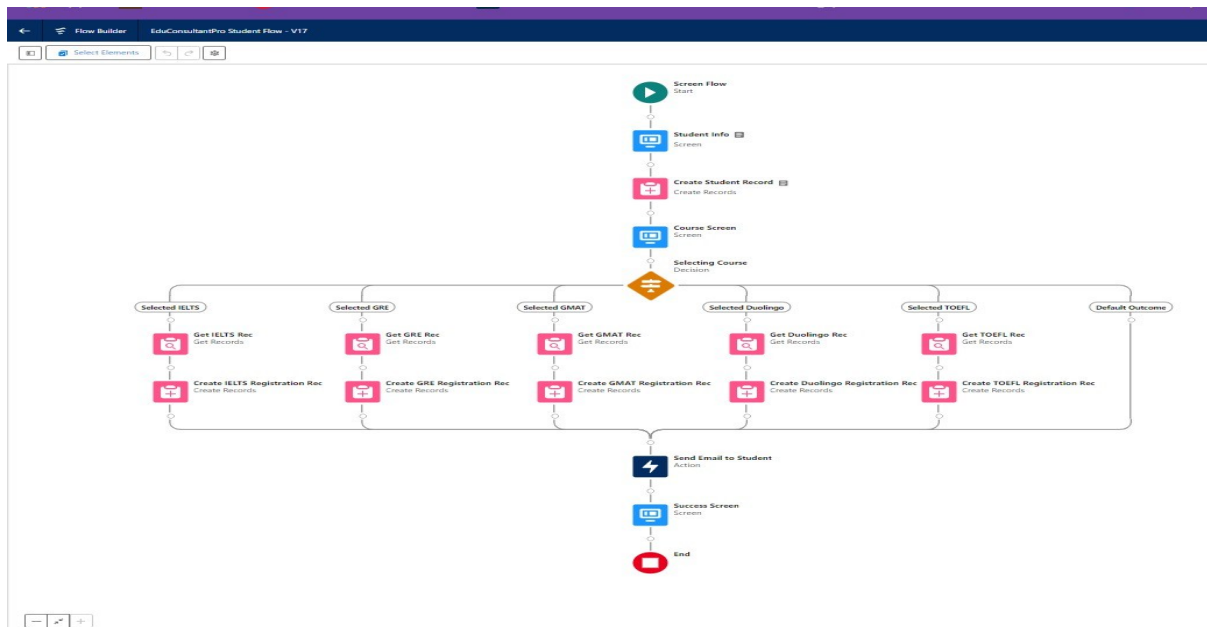 Flow Builder EduConsultantPro Student Flow - V17
Select Elements
Screen Flow
Start
Student Info
Screen
Create Student Record
Create Records
Course Screen
Screen
Selecting Course
Decision
Selected IELTS Selected GRE Selected GMAT Selected Duolingo Selected TOEFL Default Outcome
Get IELTS Rec Get GRE Rec Get GMAT Rec Get Duolingo Rec Get TOEFL Rec
Get Records Get Records Get Records Get Records Get Records
Create IELTS Registration Rec Create GRE Registration Rec Create GMAT Registration Rec Create Duolingo Registration Rec Create TOEFL Registration Rec
Create Records Create Records Create Records Create Records Create Records
Send Email to Student
Action
Success Screen
Screen
End